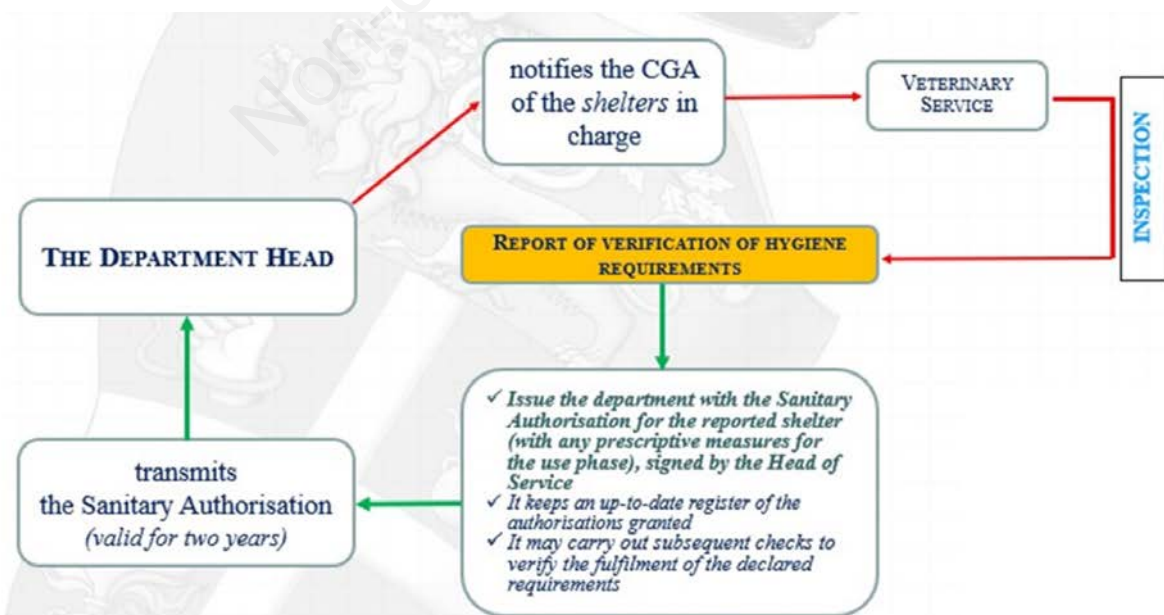 notifies the CGA
of the shelters in
charge
VETERINARY
SERVICE
INSPECTION
THE DEPARTMENT HEAD
REPORT OF VERIFICATION OF HYGIENE
REQUIREMENTS
✓ Issue the department with the Sanitary
Authorisation for the reported shelter
(with any prescriptive measures for
the use phase), signed by the Head of
Service
✓ It keeps an up-to-date register of the
authorisations granted
✓ It may carry out subsequent checks to
verify the fulfilment of the declared
requirements
transmits
the Sanitary Authorisation
(valid for two years)